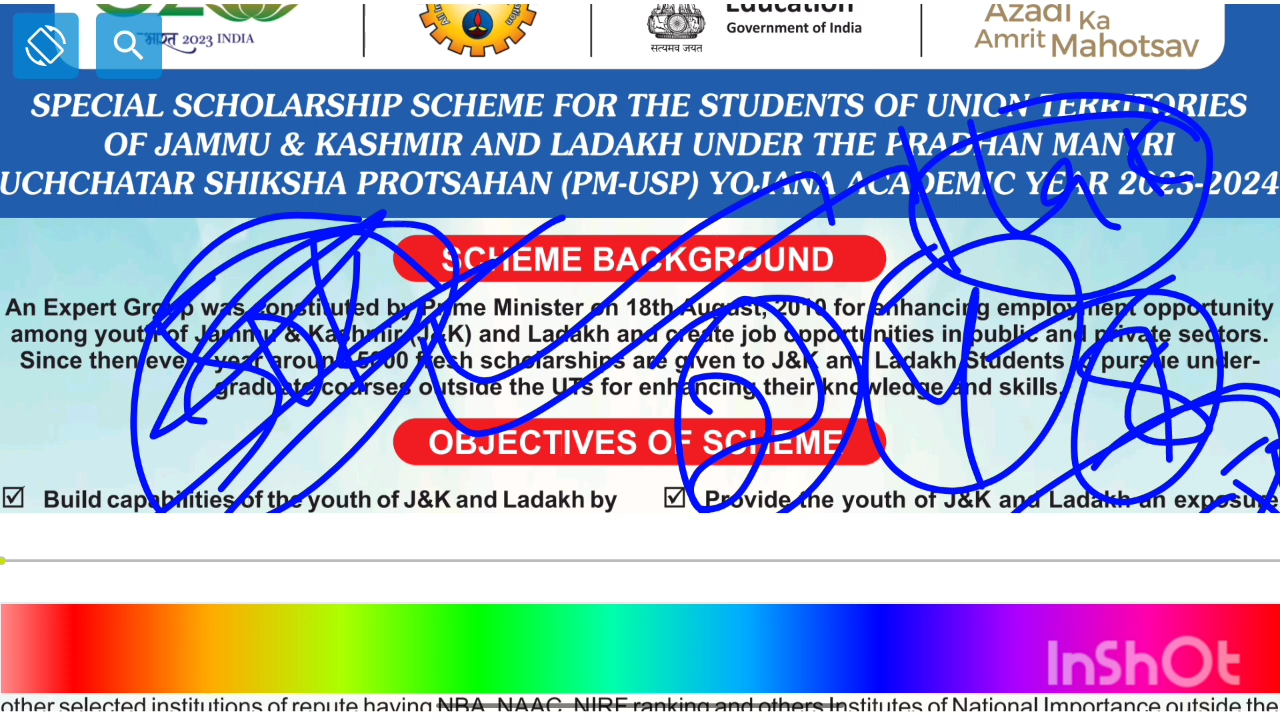 भारत 2023 INDIA
Education
Government of India
सत्यमेव जयते
Azadi Ka
Amrit Mahotsav
SPECIAL SCHOLARSHIP SCHEME FOR THE STUDENTS OF UNION TERRITORIES
OF JAMMU & KASHMIR AND LADAKH UNDER THE PRADHAN MANTRI
UCHCHATAR SHIKSHA PROTSAHAN (PM-USP) YOJANA ACADEMIC YEAR 2023-2024
SCHEME BACKGROUND
An Expert Group was constituted by Prime Minister on 18th August, 2010 for enhancing employment opportunity
among youth of Jammu & Kashmir (J&K) and Ladakh and create job opportunities in public and private sectors.
Since then every year around 5000 fresh scholarships are given to J&K and Ladakh Students to pursue under-
graduate courses outside the UTs for enhancing their knowledge and skills.
OBJECTIVES OF SCHEME
Build capabilities of the youth of J&K and Ladakh by
Provide the youth of J&K and Ladakh an exposure
InShOt
other selected institutions of repute having NBA, NAAC, NIRF ranking and others Institutes of National Importance outside the